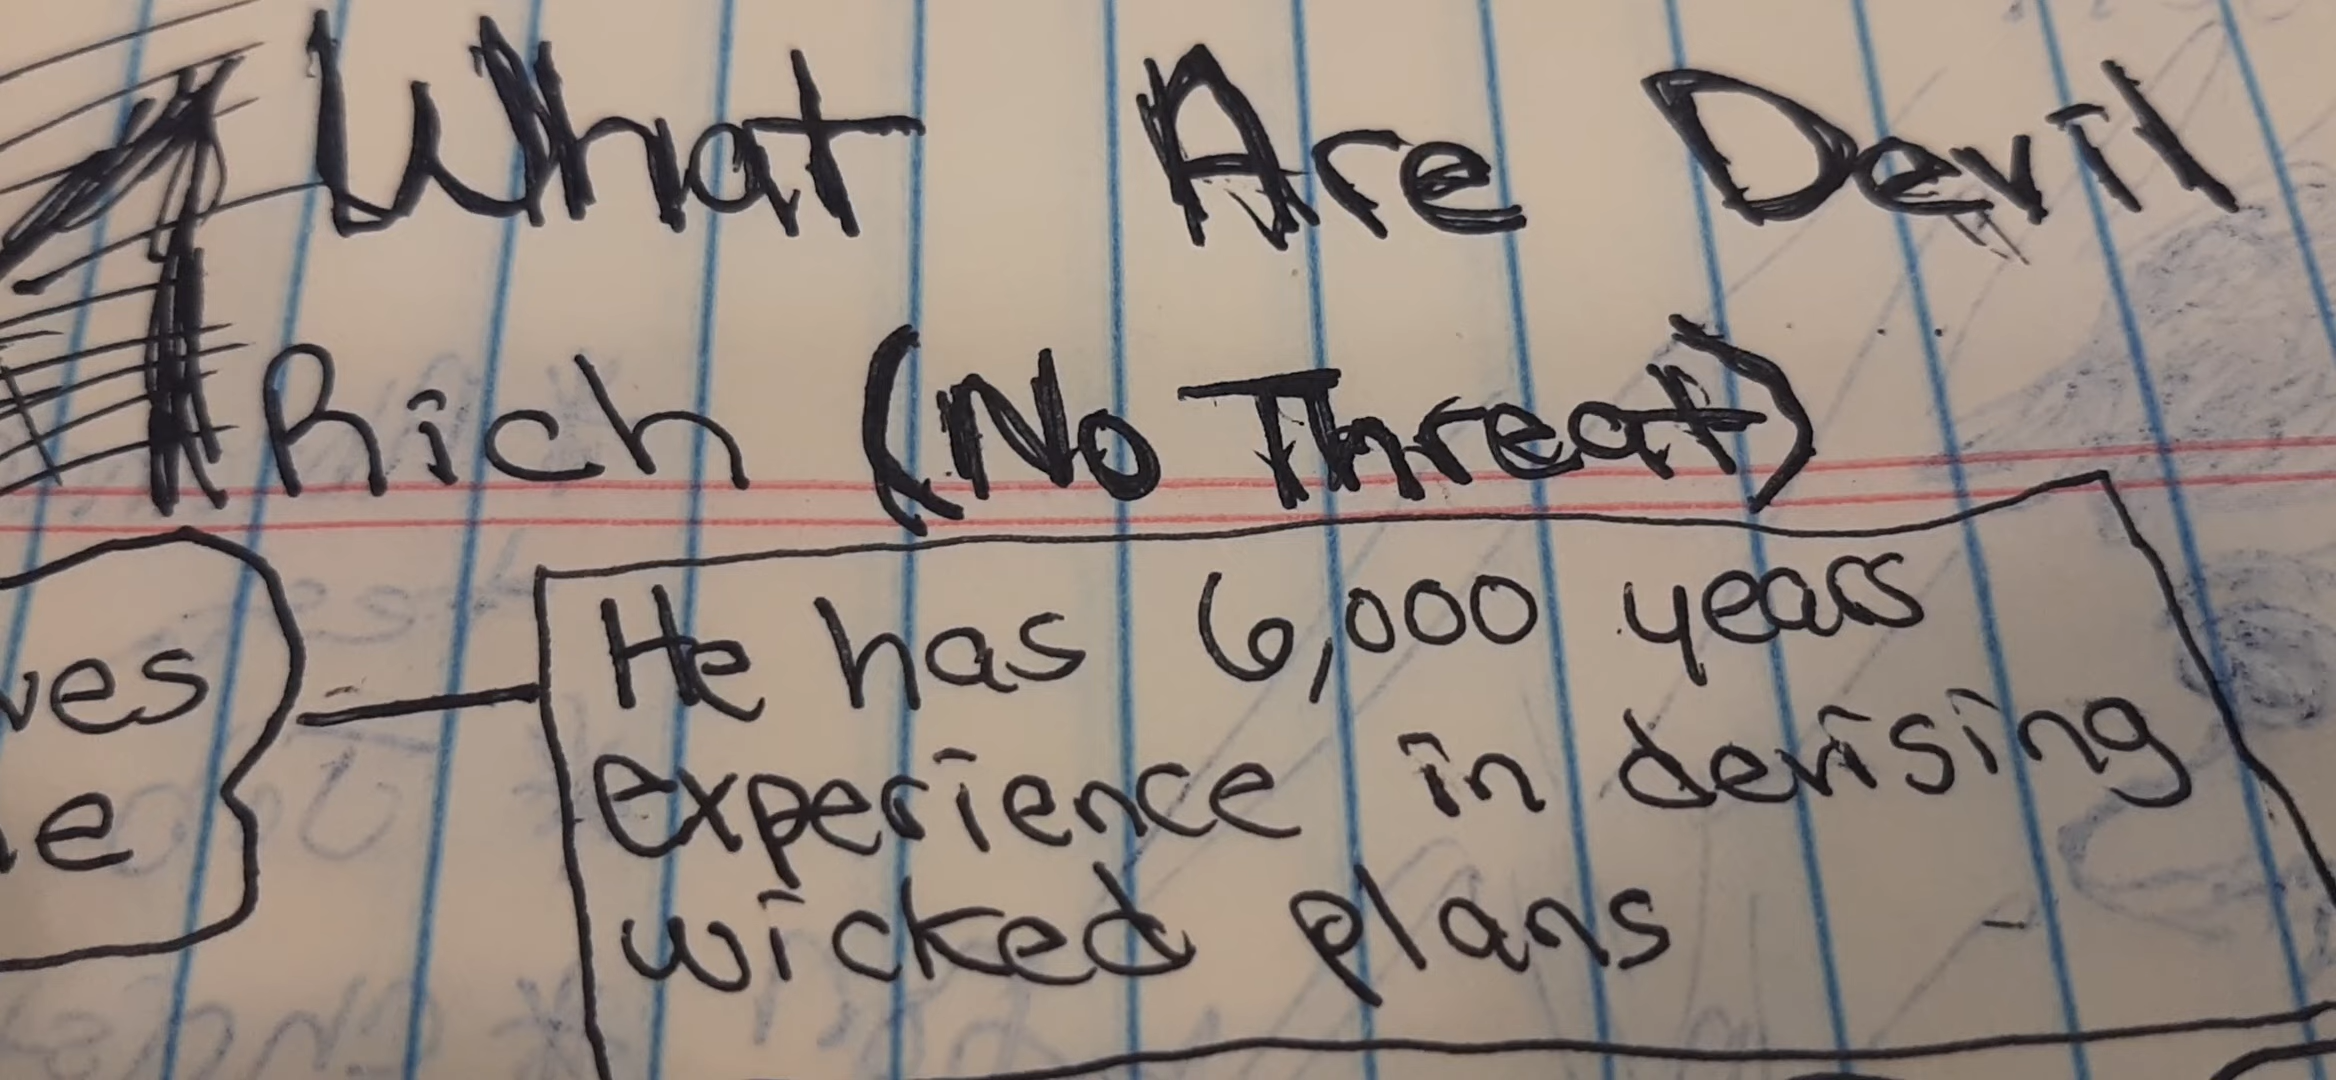 What Are Devil
Rich (No Threat)
ves
e
He has 6,000 years
experience in devising
wicked plans